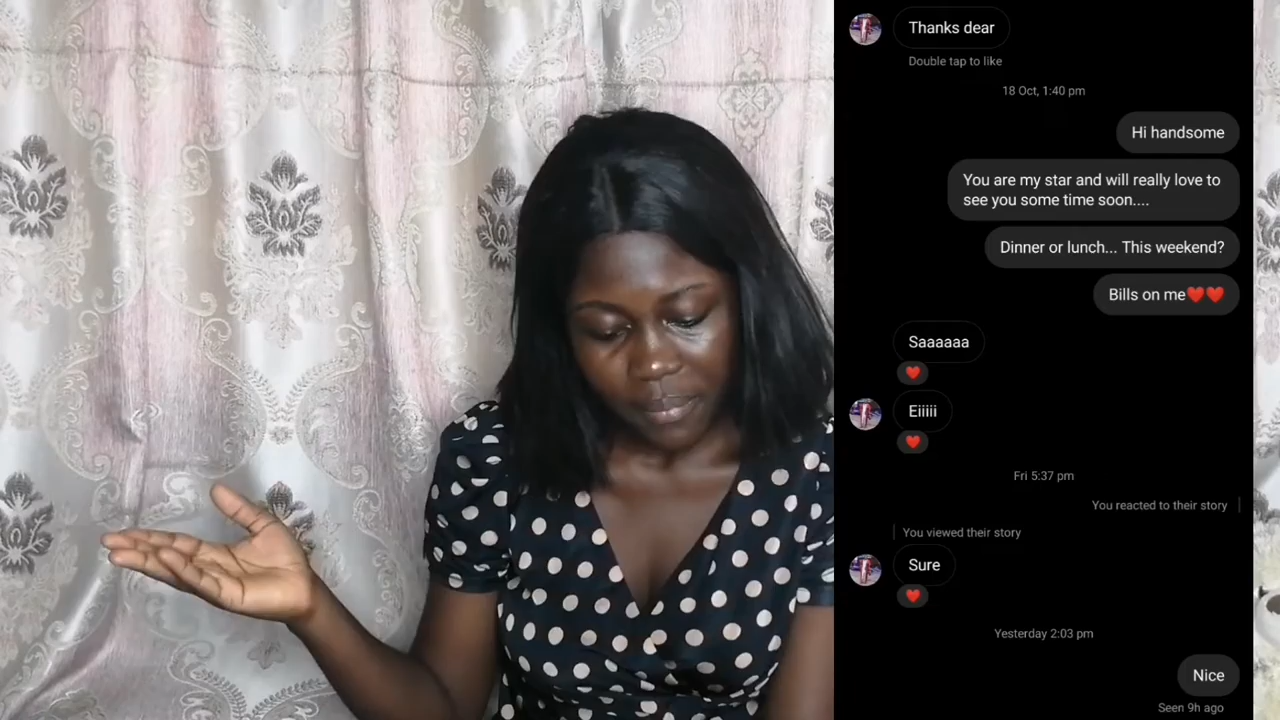 Thanks dear
Double tap to like
18 Oct, 1:40 pm
Hi handsome
You are my star and will really love to
see you some time soon....
Dinner or lunch... This weekend?
Bills on me❤️❤️
Saaaaaa
❤️
Eiiiii
❤️
Fri 5:37 pm
You reacted to their story
You viewed their story
Sure
❤️
Yesterday 2:03 pm
Nice
Seen 9h ago